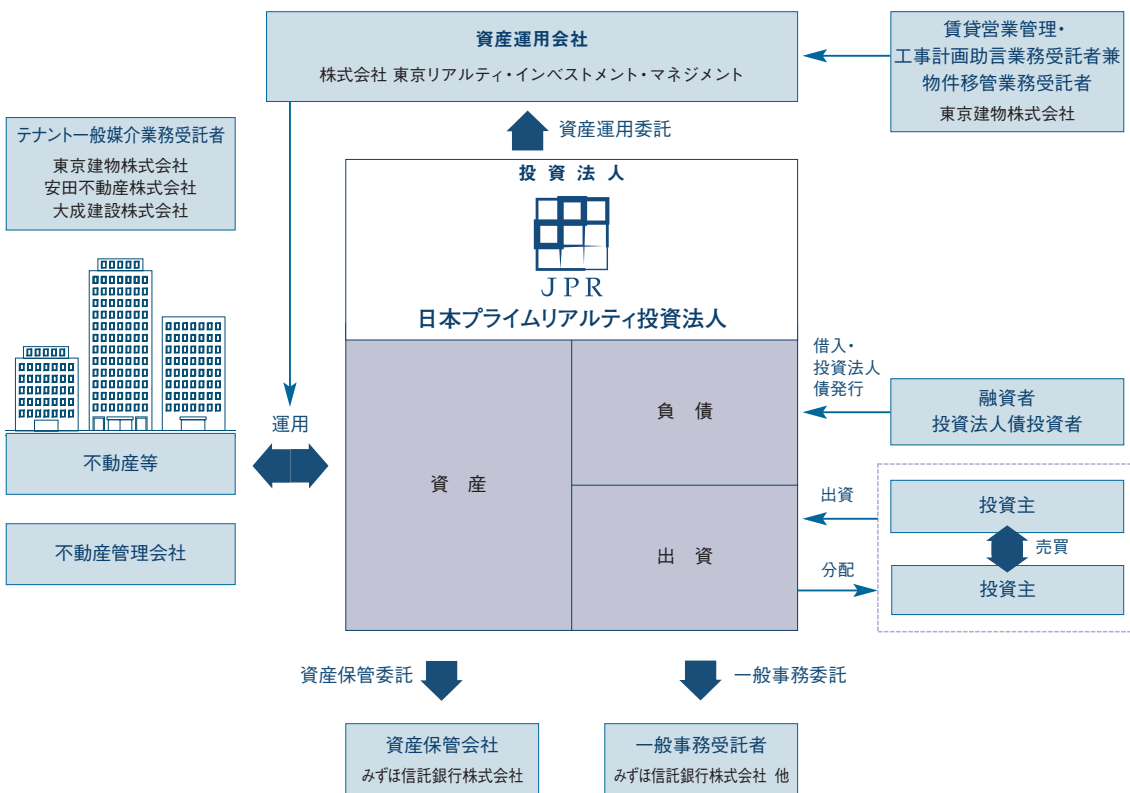 資産運用会社
株式会社 東京リアルティ・インベストメント・マネジメント
賃貸営業管理・
工事計画助言業務受託者兼
物件移管業務受託者
東京建物株式会社
テナント一般媒介業務受託者
東京建物株式会社
安田不動産株式会社
大成建設株式会社
資産運用委託
投資法人
JPR
日本プライムリアルティ投資法人
借入・
投資法人
債発行
融資者
投資法人債投資者
運用
不動産等
不動産管理会社
資産
負債
出資
出資
分配
投資主
売買
投資主
資産保管委託
一般事務委託
資産保管会社
みずほ信託銀行株式会社
一般事務受託者
みずほ信託銀行株式会社 他